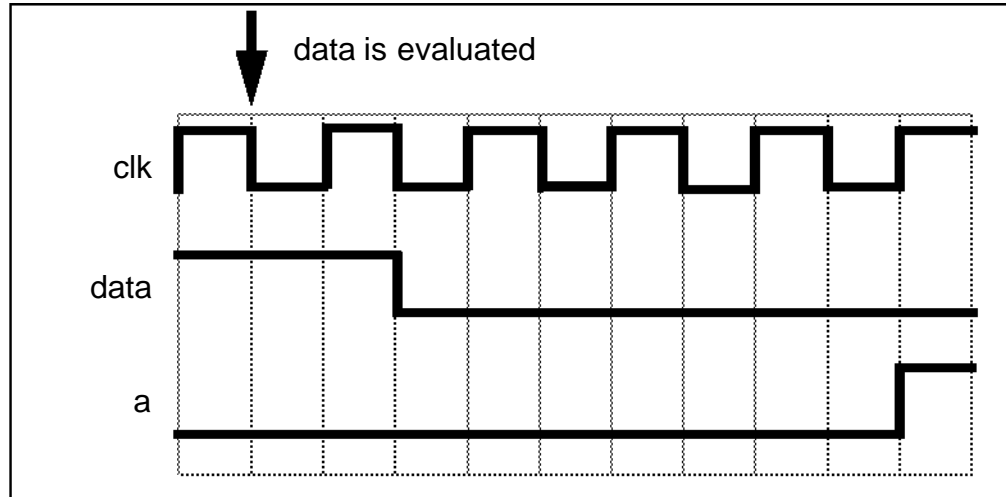 data is evaluated
clk
data
a